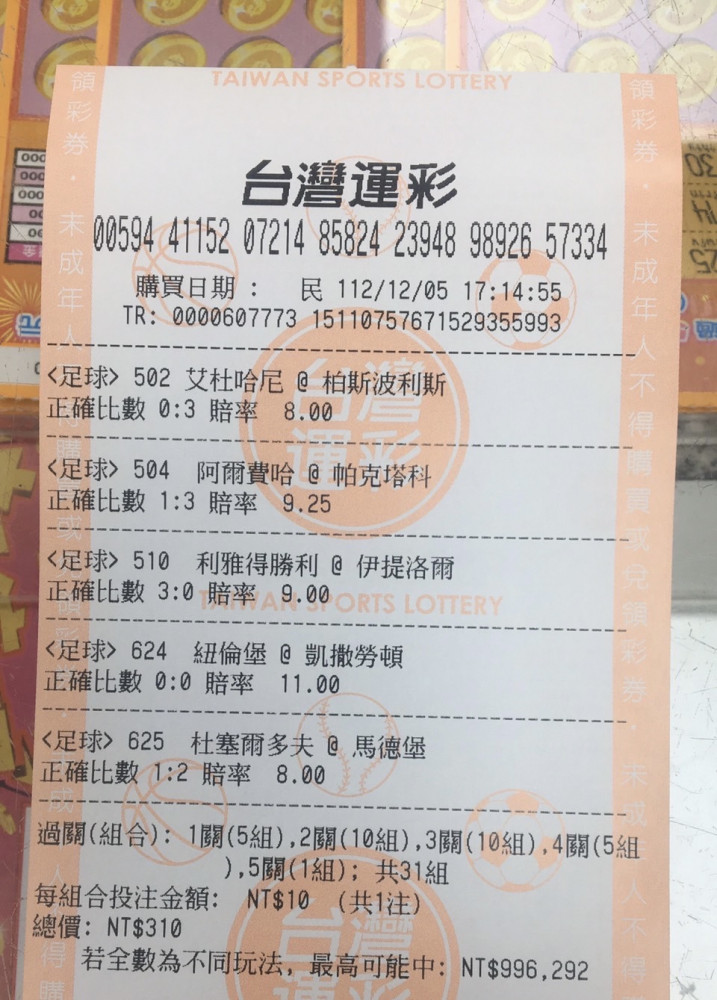 TAIWAN SPORTS LOTTERY
台灣運彩
00594 41152 07214 85824 23948 98926 57334
購買日期： 民 112/12/05 17:14:55
TR: 0000607773 15110757671529355993
<足球> 502 艾杜哈尼 @ 柏斯波利斯
正確比數 0:3 賠率 8.00
<足球> 504 阿爾費哈 @ 帕克塔科
正確比數 1:3 賠率 9.25
<足球> 510 利雅得勝利 @ 伊提洛爾
正確比數 3:0 賠率 9.00
TAIWAN SPORTS LOTTERY
<足球> 624 紐倫堡 @ 凱撒勞頓
正確比數 0:0 賠率 11.00
<足球> 625 杜塞爾多夫 @ 馬德堡
正確比數 1:2 賠率 8.00
過關(組合): 1關(5組),2關(10組),3關(10組),4關(5組
),5關(1組); 共31組
每組合投注金額: NT$10 (共1注)
總價: NT$310
若全數為不同玩法, 最高可能中: NT$996,292
領彩券．未成年人不得購買或兌領彩券．未成年人不得
台灣運彩
台灣運彩